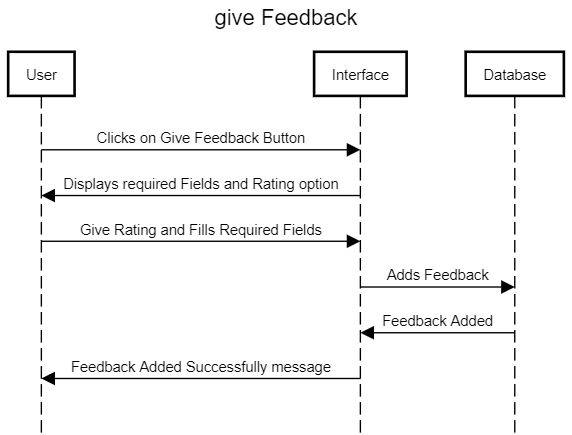 give Feedback
User
Interface
Database
Clicks on Give Feedback Button
Displays required Fields and Rating option
Give Rating and Fills Required Fields
Adds Feedback
Feedback Added
Feedback Added Successfully message